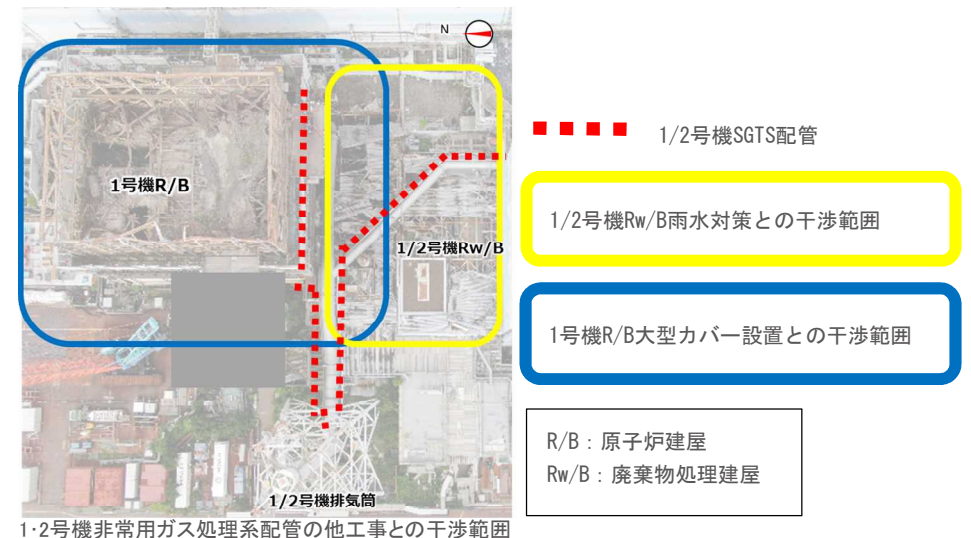 N
1号機R/B
1/2号機Rw/B
1/2号機排気筒
1/2号機SGTS配管
1/2号機Rw/B雨水対策との干渉範囲
1号機R/B大型カバー設置との干渉範囲
R/B：原子炉建屋
Rw/B：廃棄物処理建屋
1・2号機非常用ガス処理系配管の他工事との干渉範囲